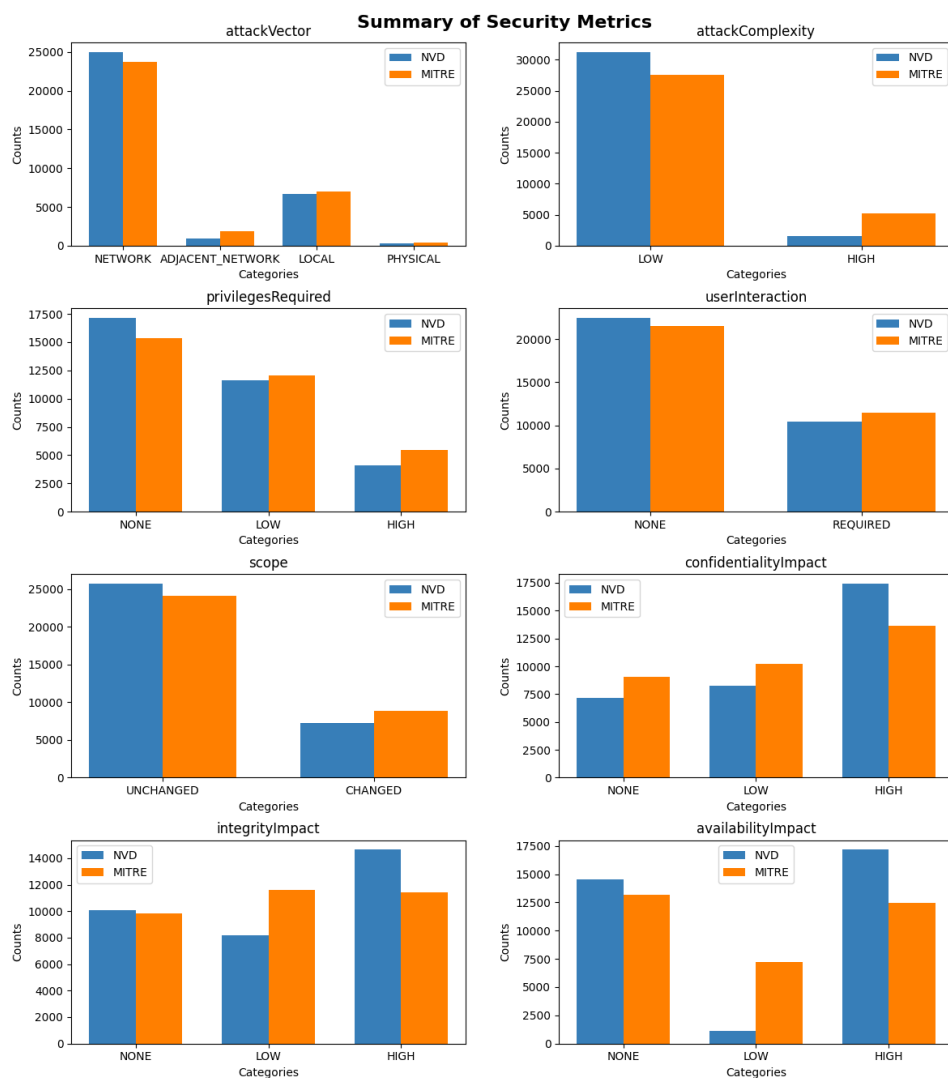 Summary of Security Metrics
attackVector
25000
20000
15000
10000
5000
0
Counts
NVD
MITRE
NETWORK ADJACENT_NETWORK LOCAL PHYSICAL
Categories
attackComplexity
30000
25000
20000
15000
10000
5000
0
Counts
NVD
MITRE
LOW HIGH
Categories
privilegesRequired
17500
15000
12500
10000
7500
5000
2500
0
Counts
NVD
MITRE
NONE LOW HIGH
Categories
userInteraction
20000
15000
10000
5000
0
Counts
NVD
MITRE
NONE REQUIRED
Categories
scope
25000
20000
15000
10000
5000
0
Counts
NVD
MITRE
UNCHANGED CHANGED
Categories
confidentialityImpact
17500
15000
12500
10000
7500
5000
2500
0
Counts
NVD
MITRE
NONE LOW HIGH
Categories
integrityImpact
14000
12000
10000
8000
6000
4000
2000
0
Counts
NVD
MITRE
NONE LOW HIGH
Categories
availabilityImpact
17500
15000
12500
10000
7500
5000
2500
0
Counts
NVD
MITRE
NONE LOW HIGH
Categories